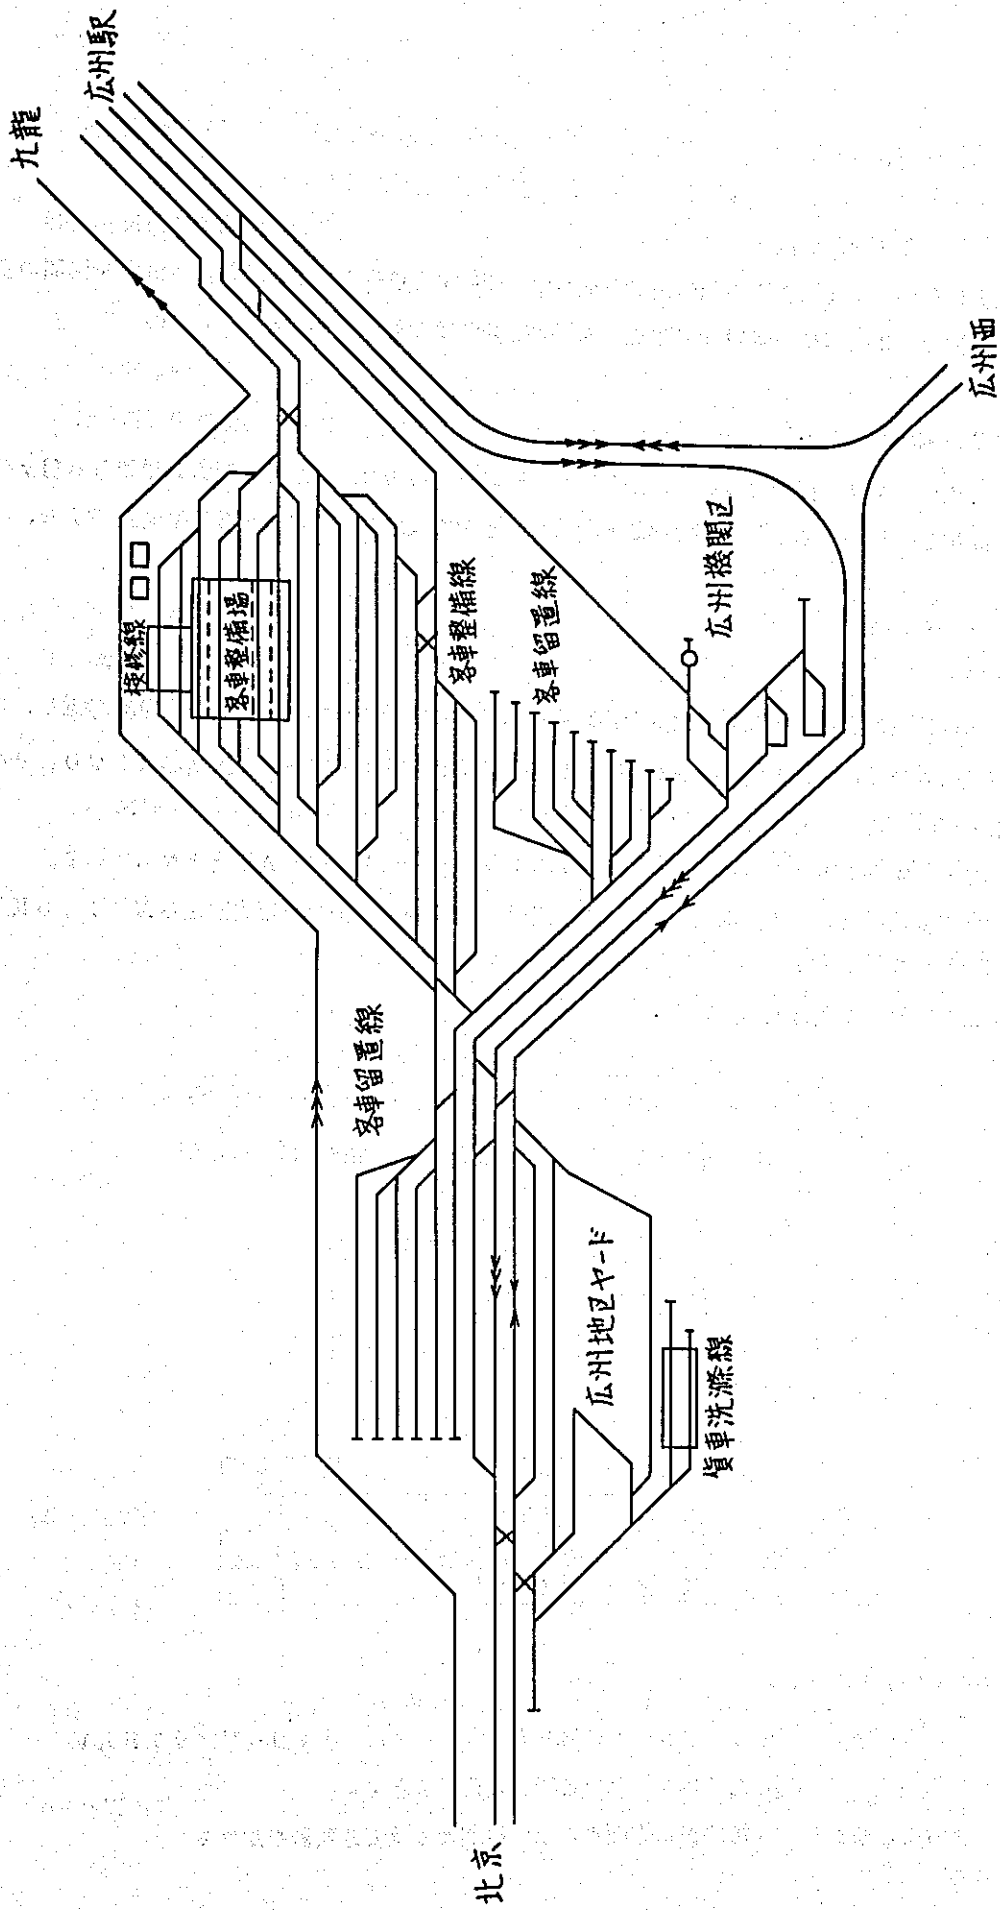 九龍
広州駅
検修線
客車整備場
客車整備線
客車留置線
広州機関区
広州西
客車留置線
広州地区ヤード
貨車洗滌線
北京